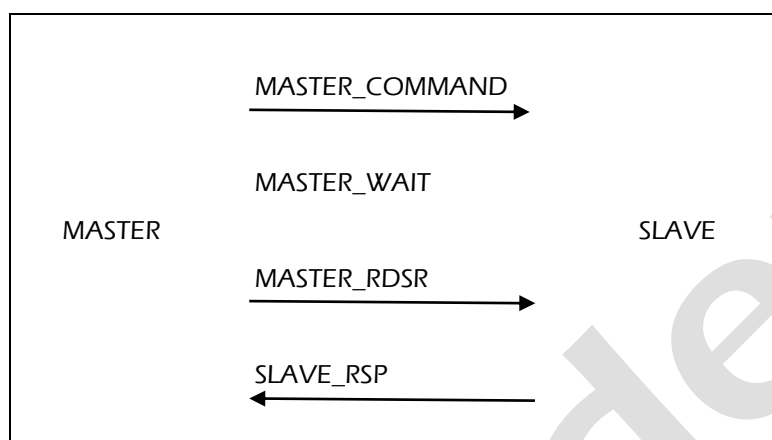 MASTER_COMMAND
MASTER_WAIT
MASTER
SLAVE
MASTER_RDSR
SLAVE_RSP